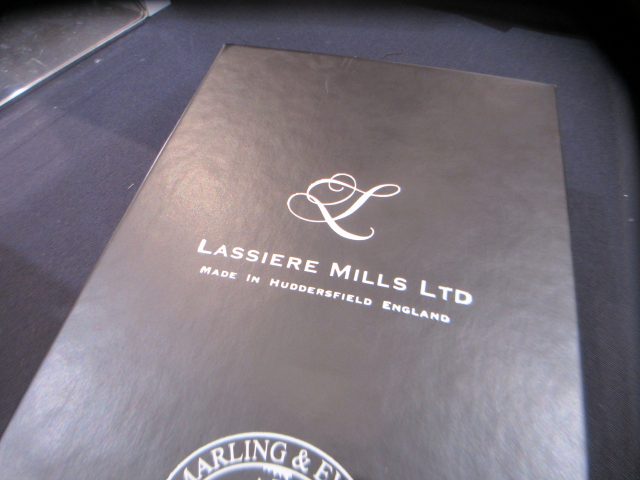 L
LASSIERE MILLS LTD
MADE IN HUDDERSFIELD ENGLAND
MARLING &